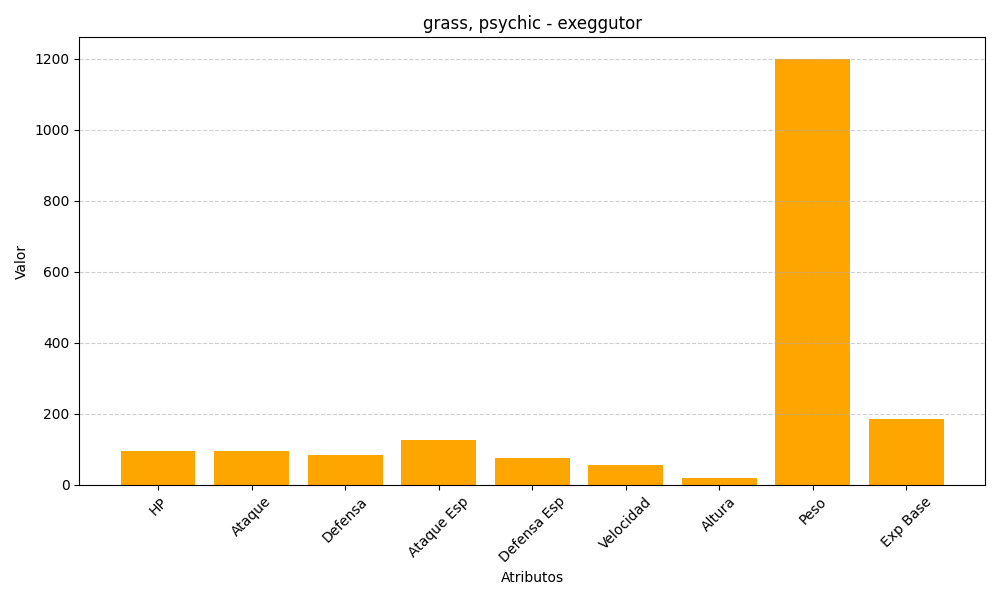 grass, psychic - exeggutor
Valor
1200
1000
800
600
400
200
0
HP
Ataque
Defensa
Ataque Esp
Defensa Esp
Velocidad
Altura
Peso
Exp Base
Atributos